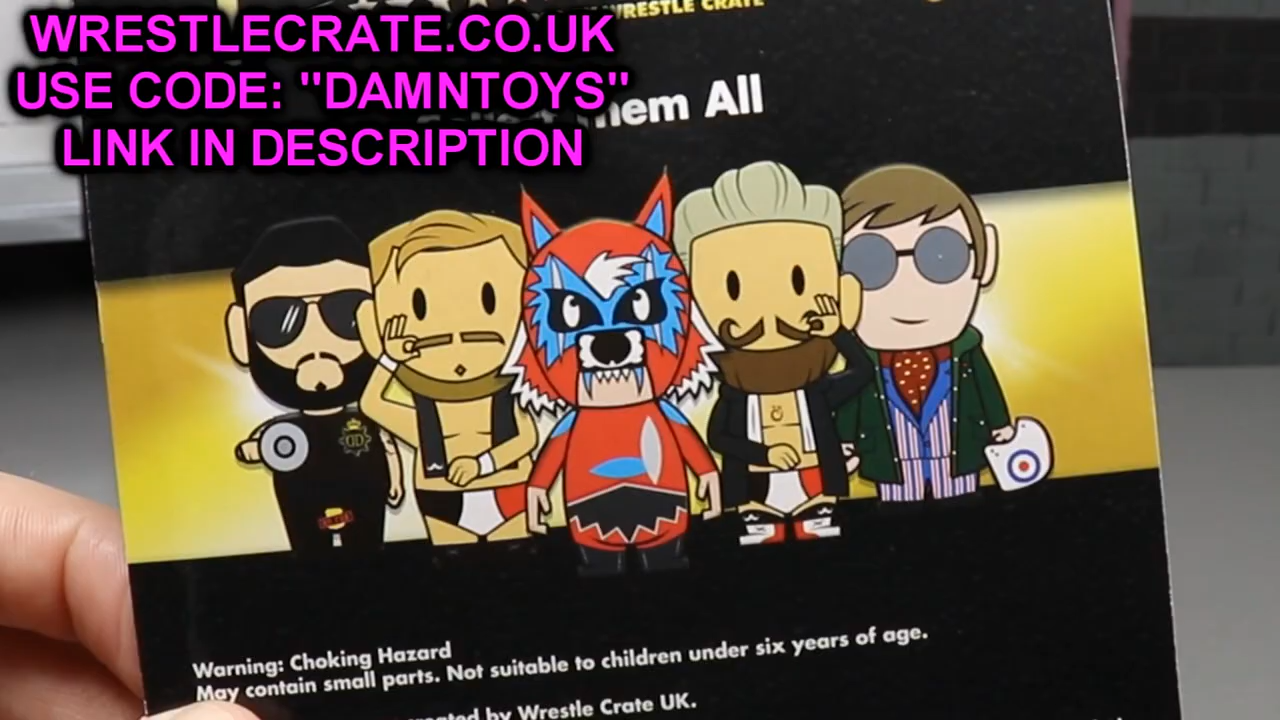 WRESTLECRATE.CO.UK
USE CODE: "DAMNTOYS"
LINK IN DESCRIPTION
WRESTLE CRATE
All
DD
Warning: Choking Hazard
May contain small parts. Not suitable to children under six years of age.
by Wrestle Crate UK.